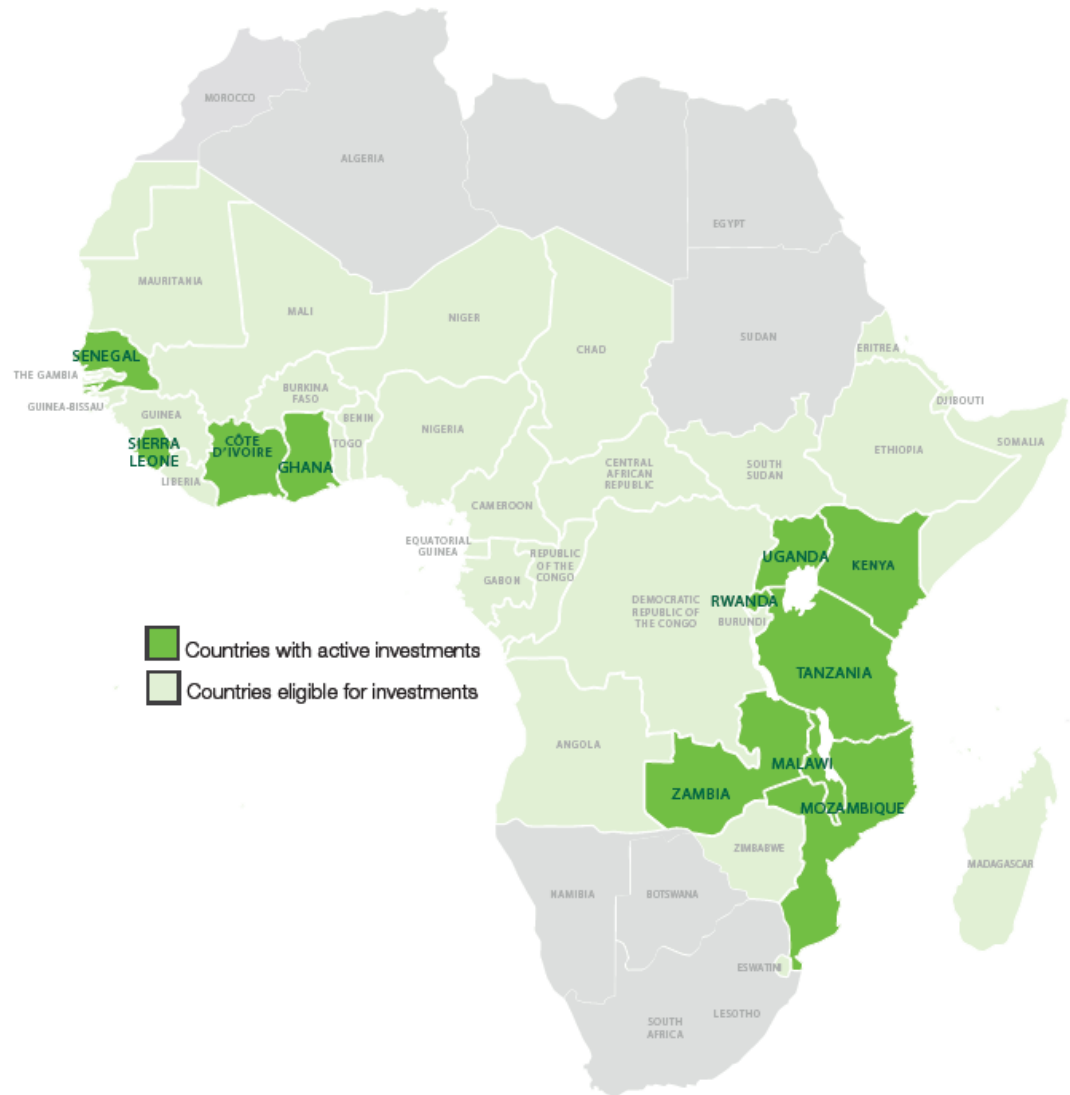 MOROCCO
ALGERIA
EGYPT
MAURITANIA
MALI
NIGER
CHAD
SUDAN
ERITREA
SENEGAL
THE GAMBIA
GUINEA-BISSAU
GUINEA
BURKINA
FASO
BENIN
TOGO
NIGERIA
DJIBOUTI
SOMALIA
ETHIOPIA
SIERRA
LEONE
CÔTE
D'IVOIRE
GHANA
LIBERIA
CENTRAL
AFRICAN
REPUBLIC
SOUTH
SUDAN
CAMEROON
EQUATORIAL
GUINEA
GABON
REPUBLIC
OF THE
CONGO
UGANDA
KENYA
RWANDA
DEMOCRATIC
REPUBLIC OF
THE CONGO
BURUNDI
Countries with active investments
Countries eligible for investments
TANZANIA
ANGOLA
MALAWI
ZAMBIA
MOZAMBIQUE
ZIMBABWE
MADAGASCAR
NAMIBIA
BOTSWANA
ESWATINI
LESOTHO
SOUTH
AFRICA